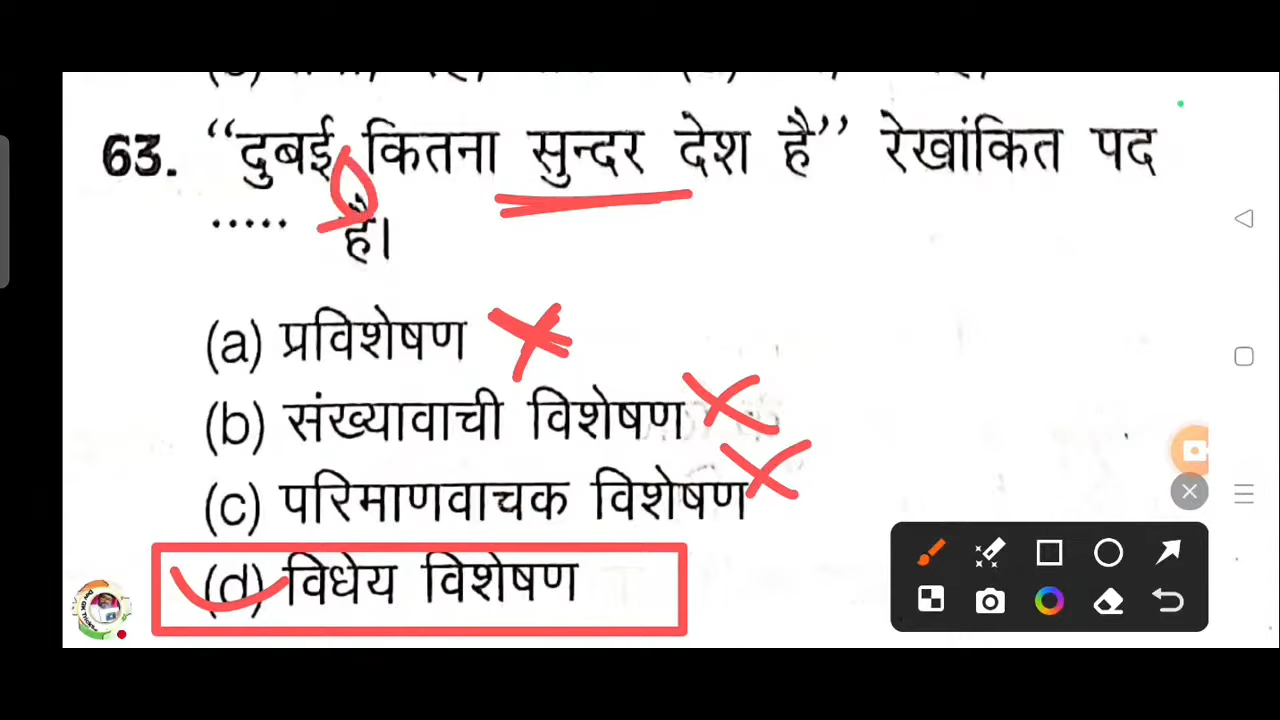 63. “दुबई कितना सुन्दर देश है” रेखांकित पद
..... है।
(a) प्रविशेषण
(b) संख्यावाची विशेषण
(c) परिमाणवाचक विशेषण
(d) विधेय विशेषण